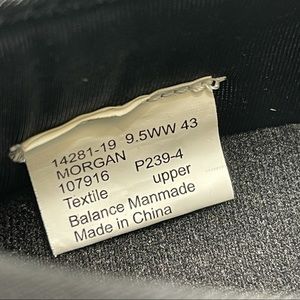 14281-19 9.5WW 43
MORGAN
107916 P239-4
Textile upper
Balance Manmade
Made in China